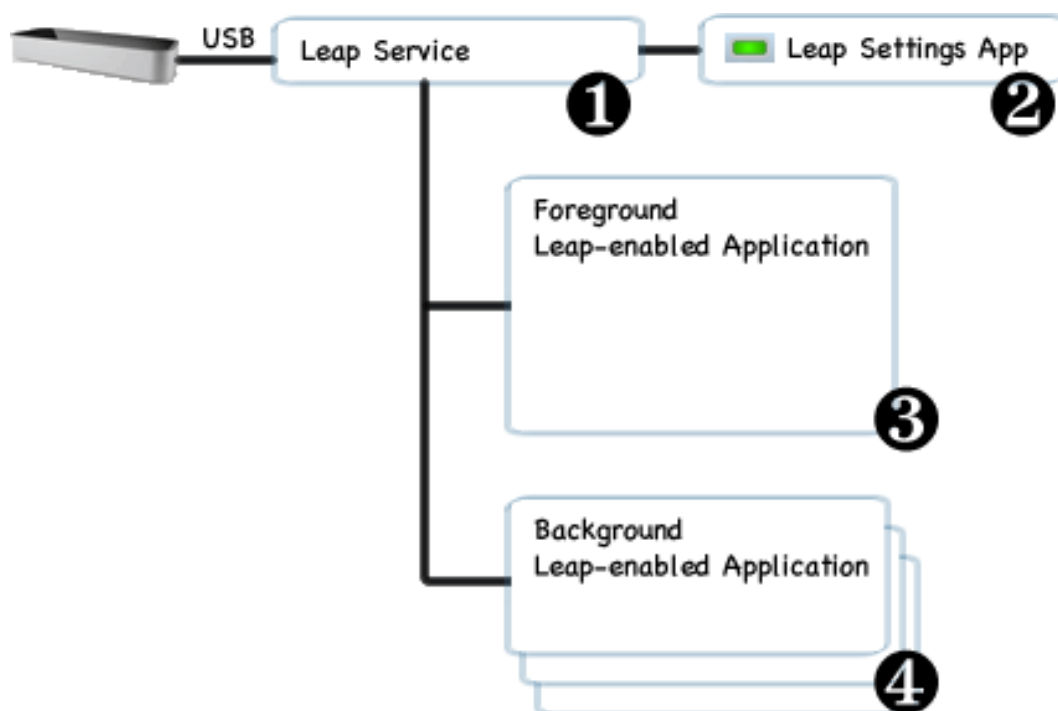 USB
Leap Service
Leap Settings App
1
2
Foreground
Leap-enabled Application
3
Background
Leap-enabled Application
4